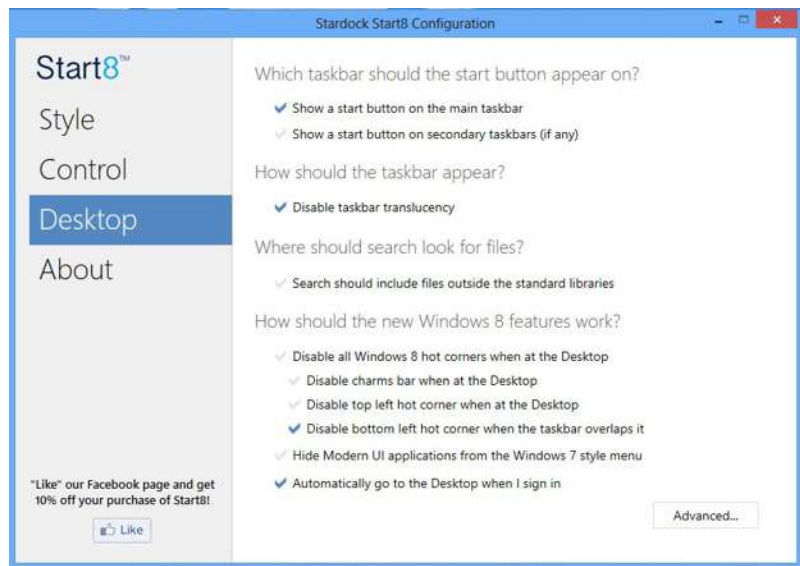 Stardock Start8 Configuration
Start8™
Style
Control
Desktop
About
"Like" our Facebook page and get
10% off your purchase of Start8!
Like
Which taskbar should the start button appear on?
Show a start button on the main taskbar
Show a start button on secondary taskbars (if any)
How should the taskbar appear?
Disable taskbar translucency
Where should search look for files?
Search should include files outside the standard libraries
How should the new Windows 8 features work?
Disable all Windows 8 hot corners when at the Desktop
Disable charms bar when at the Desktop
Disable top left hot corner when at the Desktop
Disable bottom left hot corner when the taskbar overlaps it
Hide Modern UI applications from the Windows 7 style menu
Automatically go to the Desktop when I sign in
Advanced...